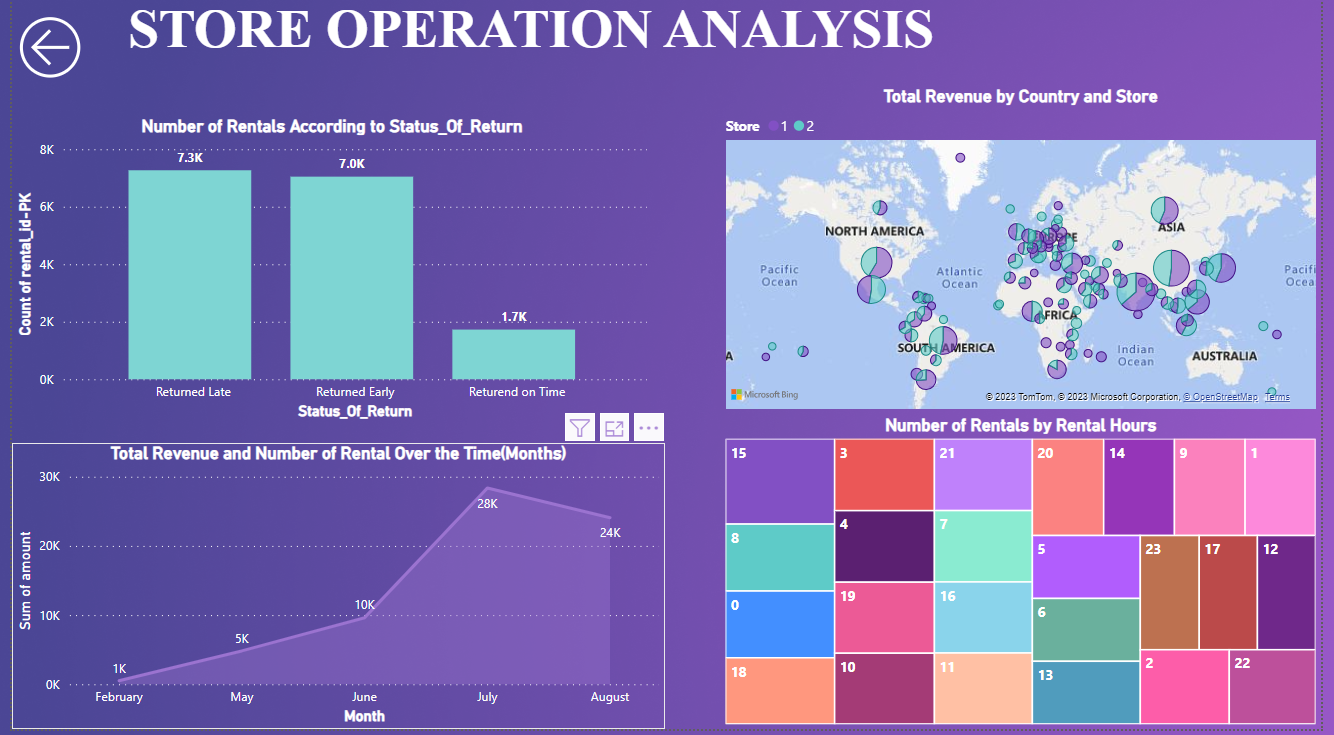 STORE OPERATION ANALYSIS
Number of Rentals According to Status_Of_Return
Count of rental_id-PK
8K
6K
4K
2K
0K
7.3K
7.0K
1.7K
Returned Late
Returned Early
Returend on Time
Status_Of_Return
Total Revenue by Country and Store
Store 1 2
NORTH AMERICA
EUROPE
ASIA
Pacific
Ocean
Atlantic
Ocean
Pacifi
Ocean
AFRICA
SOUTH AMERICA
Indian
Ocean
A
AUSTRALIA
Microsoft Bing
© 2023 TomTom, © 2023 Microsoft Corporation, © OpenStreetMap Terms
Total Revenue and Number of Rental Over the Time(Months)
Sum of amount
30K
20K
10K
0K
1K
5K
10K
28K
24K
February
May
June
July
August
Month
Number of Rentals by Rental Hours
15
3
21
20
14
9
1
8
4
7
5
23
17
12
0
19
16
6
18
10
11
13
2
22